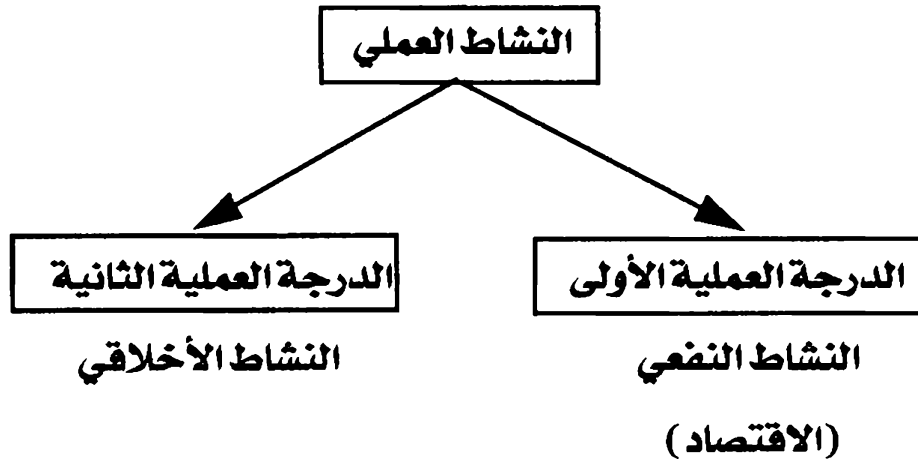 النشاط العملي
الدرجة العملية الأولى
النشاط النفعي
(الاقتصاد)
الدرجة العملية الثانية
النشاط الأخلاقي